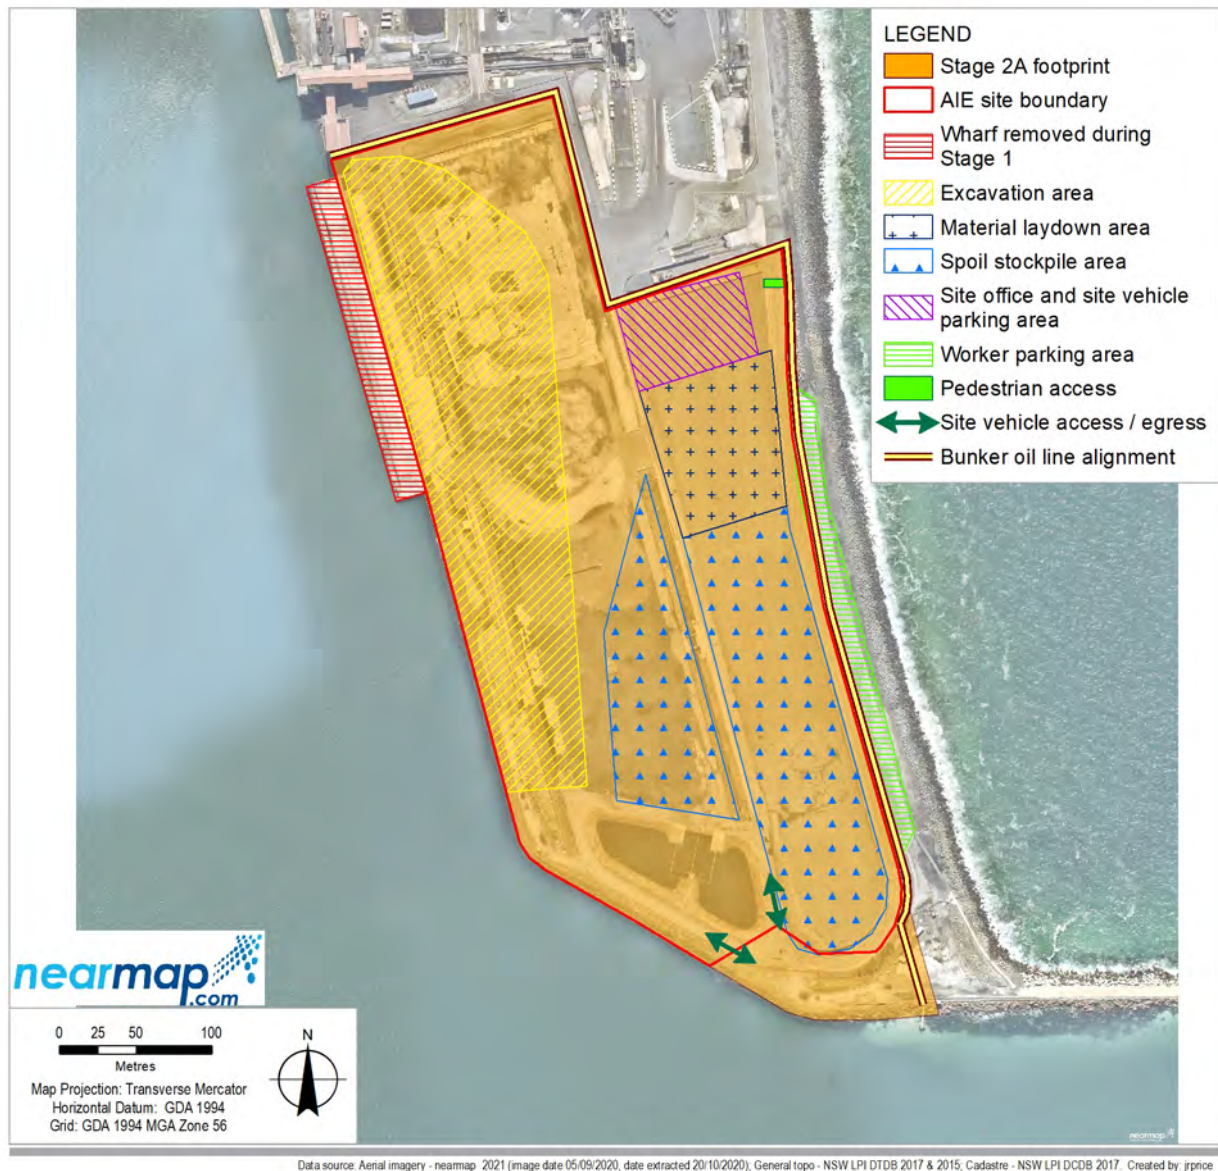 LEGEND
Stage 2A footprint
AIE site boundary
Wharf removed during
Stage 1
Excavation area
Material laydown area
Spoil stockpile area
Site office and site vehicle
parking area
Worker parking area
Pedestrian access
Site vehicle access / egress
Bunker oil line alignment
nearmap
.com
0 25 50 100
Metres
Map Projection: Transverse Mercator
Horizontal Datum: GDA 1994
Grid: GDA 1994 MGA Zone 56
N
nearmap
Data source: Aerial imagery - nearmap 2021 (image date 05/09/2020, date extracted 20/10/2020); General topo - NSW LPI DTDB 2017 & 2015; Cadastre - NSW LPI DCDB 2017. Created by: jrprice